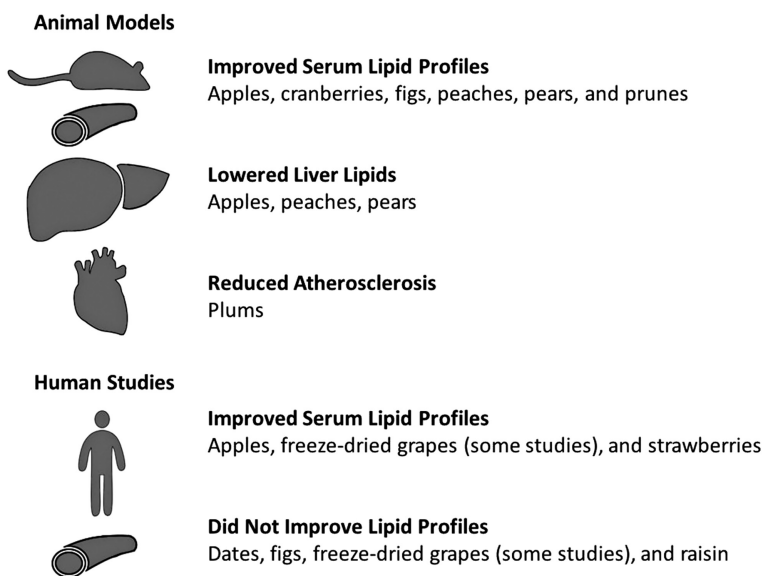 Animal Models
Improved Serum Lipid Profiles
Apples, cranberries, figs, peaches, pears, and prunes
Lowered Liver Lipids
Apples, peaches, pears
Reduced Atherosclerosis
Plums
Human Studies
Improved Serum Lipid Profiles
Apples, freeze-dried grapes (some studies), and strawberries
Did Not Improve Lipid Profiles
Dates, figs, freeze-dried grapes (some studies), and raisin